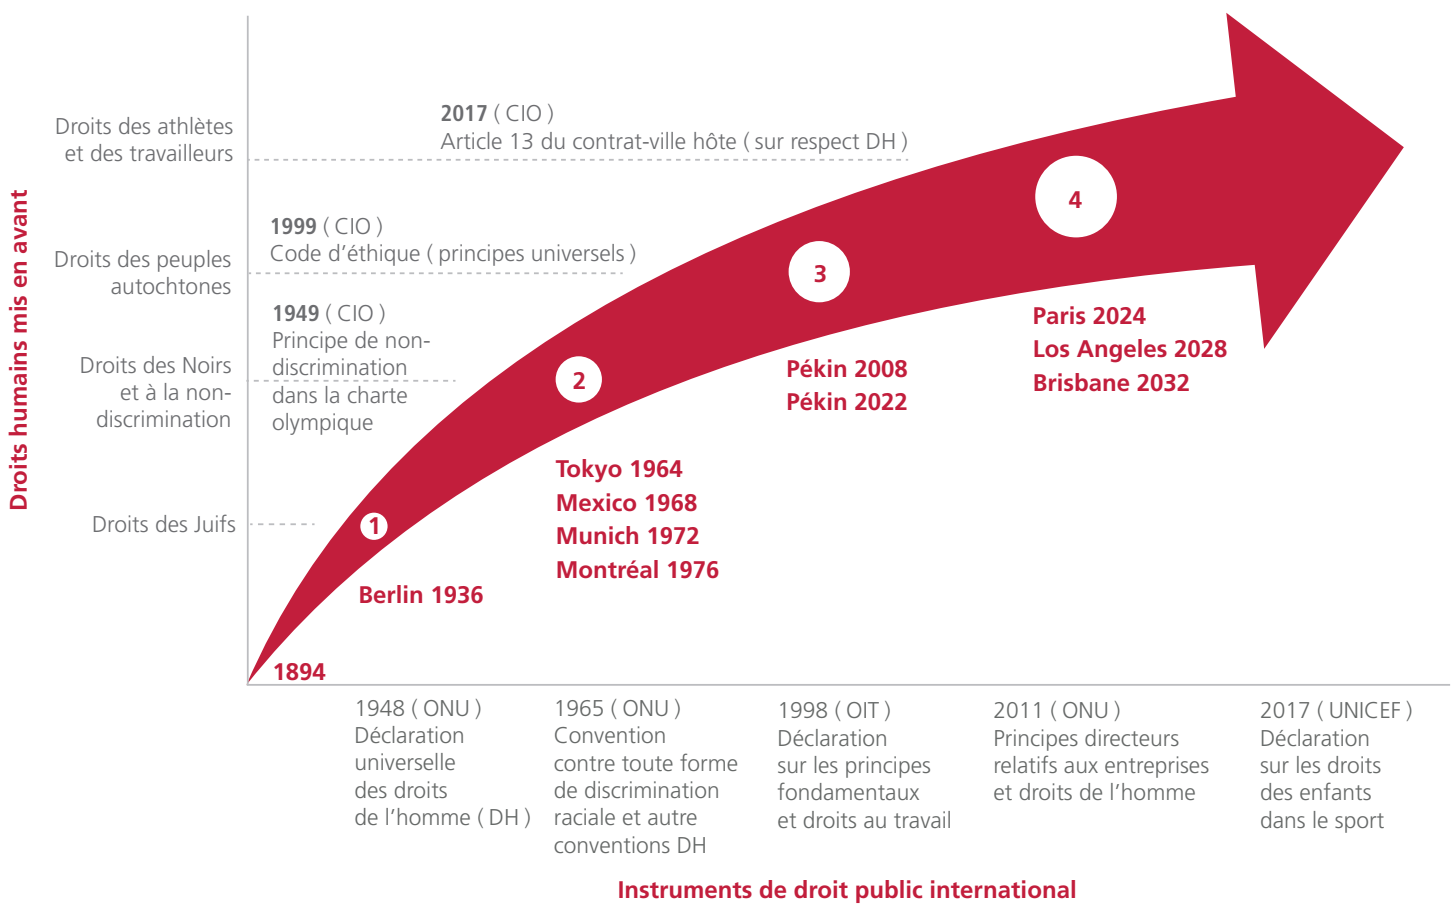 Droits humains mis en avant
Droits des athlètes
et des travailleurs
Droits des peuples
autochtones
Droits des Noirs
et à la non-
discrimination
Droits des Juifs
2017 ( CIO )
Article 13 du contrat-ville hôte ( sur respect DH )
1999 ( CIO )
Code d’éthique ( principes universels )
1949 ( CIO )
Principe de non-
discrimination
dans la charte
olympique
1
2
3
4
Berlin 1936
Tokyo 1964
Mexico 1968
Munich 1972
Montréal 1976
Pékin 2008
Pékin 2022
Paris 2024
Los Angeles 2028
Brisbane 2032
1894
1948 ( ONU )
Déclaration
universelle
des droits
de l’homme ( DH )
1965 ( ONU )
Convention
contre toute forme
de discrimination
raciale et autre
conventions DH
1998 ( OIT )
Déclaration
sur les principes
fondamentaux
et droits au travail
2011 ( ONU )
Principes directeurs
relatifs aux entreprises
et droits de l’homme
2017 ( UNICEF )
Déclaration
sur les droits
des enfants
dans le sport
Instruments de droit public international